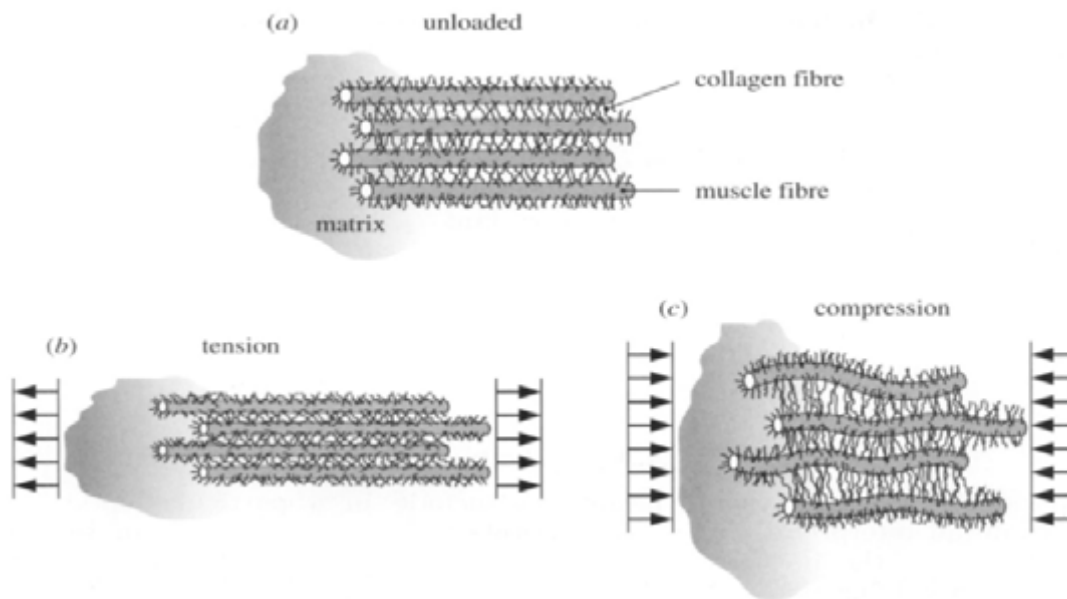 (a) unloaded
collagen fibre
muscle fibre
matrix
(b) tension
(c) compression